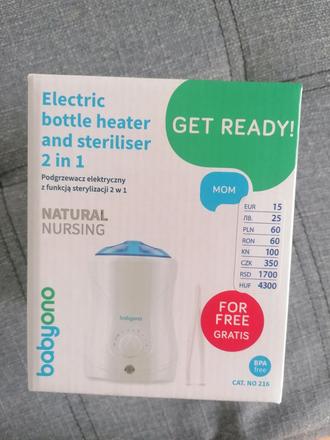 Electric
bottle heater
and steriliser
2 in 1
Podgrzewacz elektryczny
z funkcją sterylizacji 2 w 1
NATURAL
NURSING
GET READY!
MOM
EUR 15
ЛВ. 25
PLN 60
RON 60
KN 100
CZK 350
RSD 1700
HUF 4300
FOR
FREE
GRATIS
babyono
babyono
BPA
free
CAT. NO 216